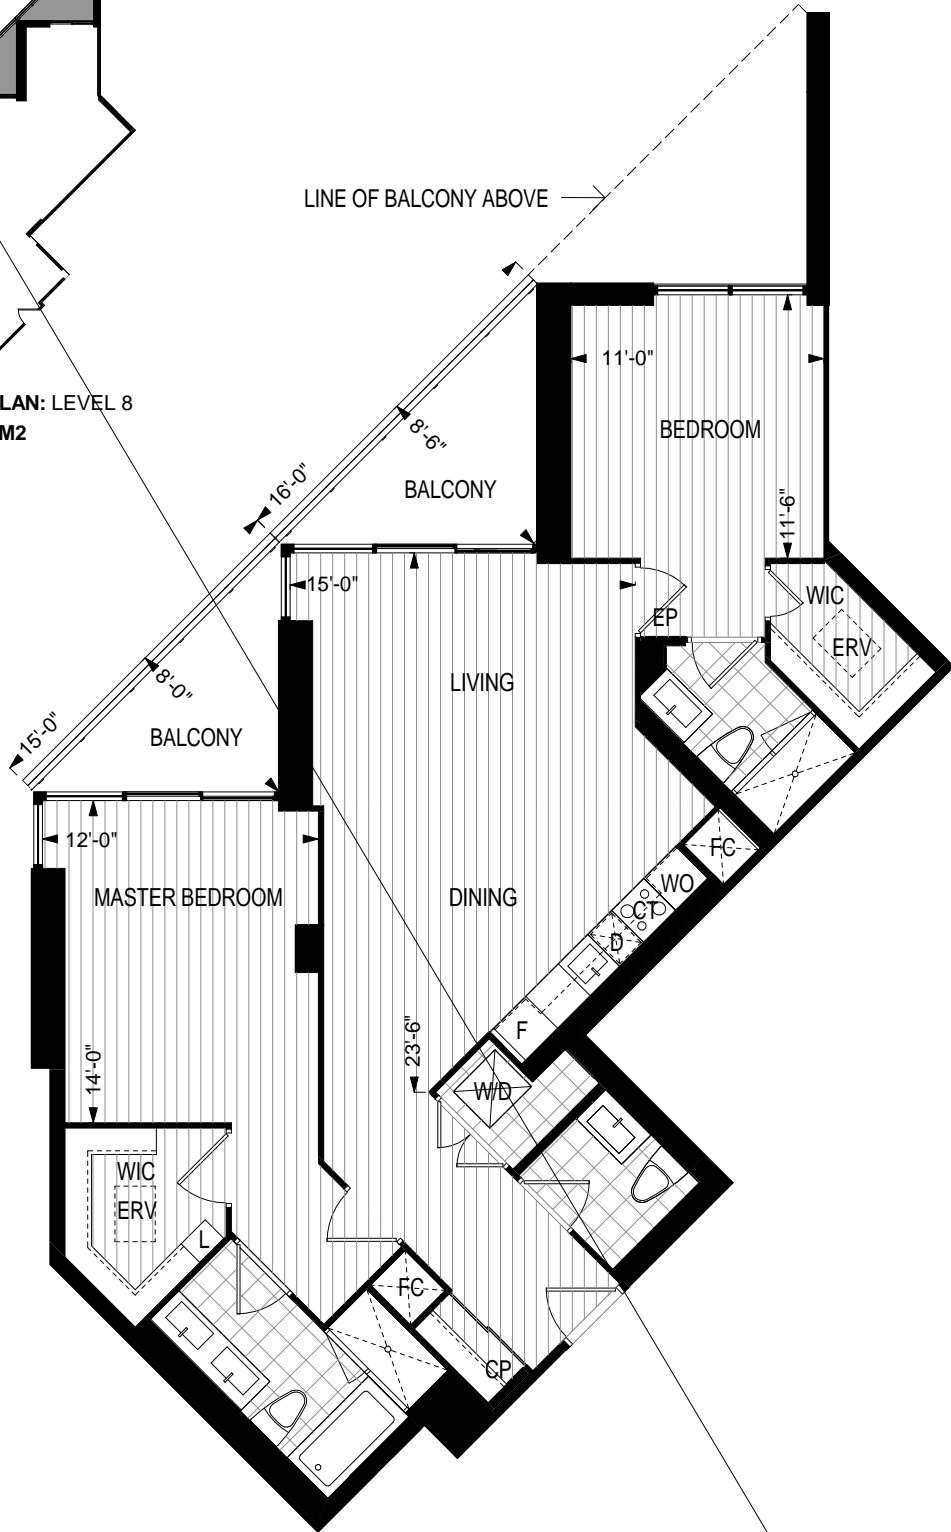 LINE OF BALCONY ABOVE
11'-0"
LAN: LEVEL 8
M2
8'-6"
BEDROOM
16'-0"
BALCONY
11'-6"
15'-0"
WIC
EP
ERV
8'-0"
LIVING
15'-0"
BALCONY
12'-0"
FC
WO
MASTER BEDROOM
DINING
CT
D
F
23'-6"
14'-0"
W/D
WIC
ERV
L
FC
CP